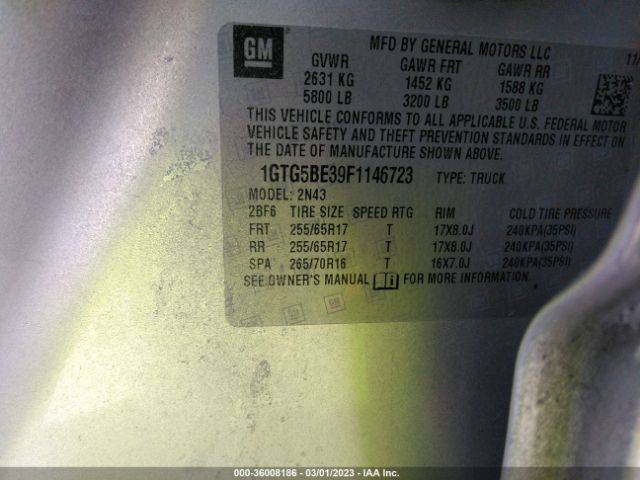 GM
MFD BY GENERAL MOTORS LLC
11/
GVWR GAWR FRT GAWR RR
2631 KG 1452 KG 1588 KG
5800 LB 3200 LB 3500 LB
THIS VEHICLE CONFORMS TO ALL APPLICABLE U.S. FEDERAL MOTOR
VEHICLE SAFETY AND THEFT PREVENTION STANDARDS IN EFFECT ON
THE DATE OF MANUFACTURE SHOWN ABOVE.
1GTG5BE39F1146723 TYPE: TRUCK
MODEL: 2N43
2BF6 TIRE SIZE SPEED RTG RIM COLD TIRE PRESSURE
FRT 255/65R17 T 17X8.0J 240KPA(35PSI)
RR 255/65R17 T 17X8.0J 240KPA(35PSI)
SPA 265/70R16 T 16X7.0J 240KPA(35PSI)
SEE OWNER'S MANUAL FOR MORE INFORMATION.
000-36008186 - 03/01/2023 - IAA Inc.